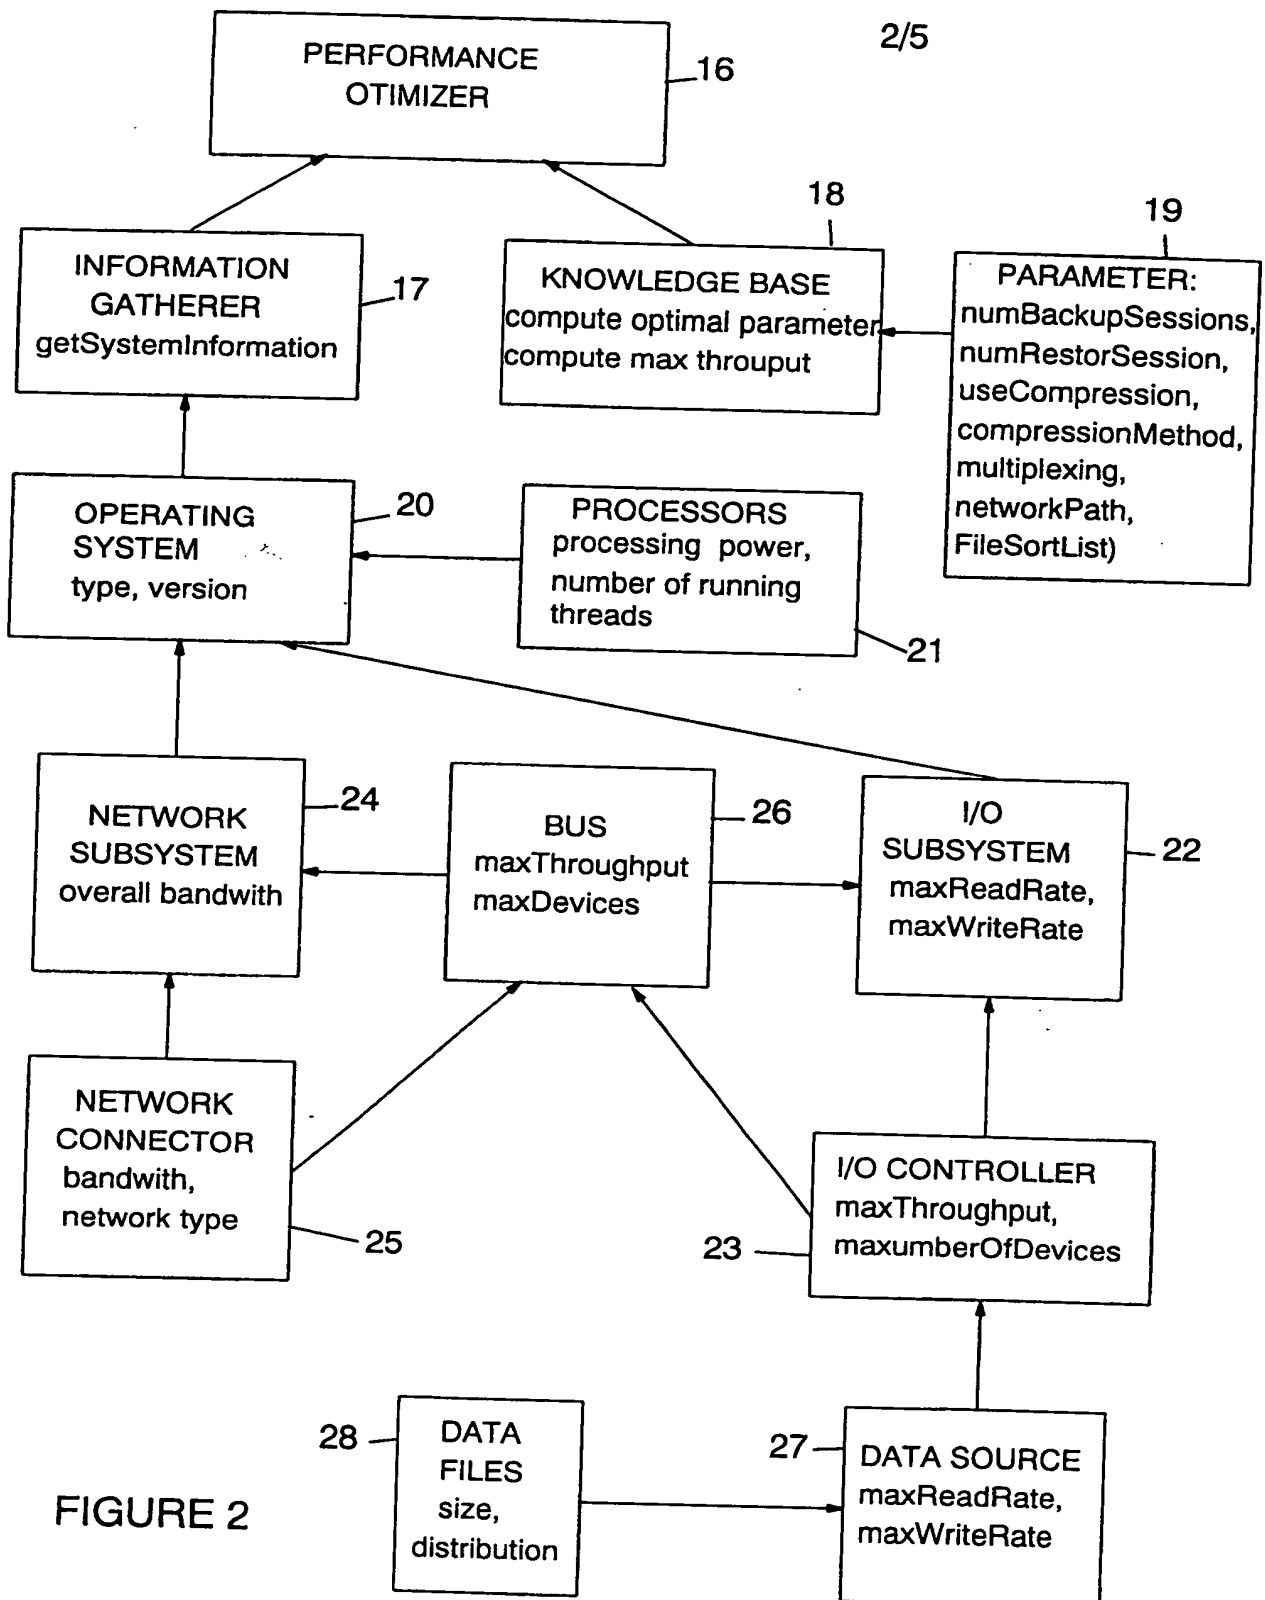 2/5
PERFORMANCE
OTIMIZER
16
18
19
INFORMATION
GATHERER
getSystemInformation
17
KNOWLEDGE BASE
compute optimal parameter
compute max throuput
PARAMETER:
numBackupSessions,
numRestorSession,
useCompression,
compressionMethod,
multiplexing,
networkPath,
FileSortList)
OPERATING
SYSTEM
type, version
20
PROCESSORS
processing power,
number of running
threads
21
NETWORK
SUBSYSTEM
overall bandwith
24
BUS
maxThroughput
maxDevices
26
I/O
SUBSYSTEM
maxReadRate,
maxWriteRate
22
NETWORK
CONNECTOR
bandwith,
network type
25
I/O CONTROLLER
maxThroughput,
maxumberOfDevices
23
28
DATA
FILES
size,
distribution
27
DATA SOURCE
maxReadRate,
maxWriteRate
FIGURE 2